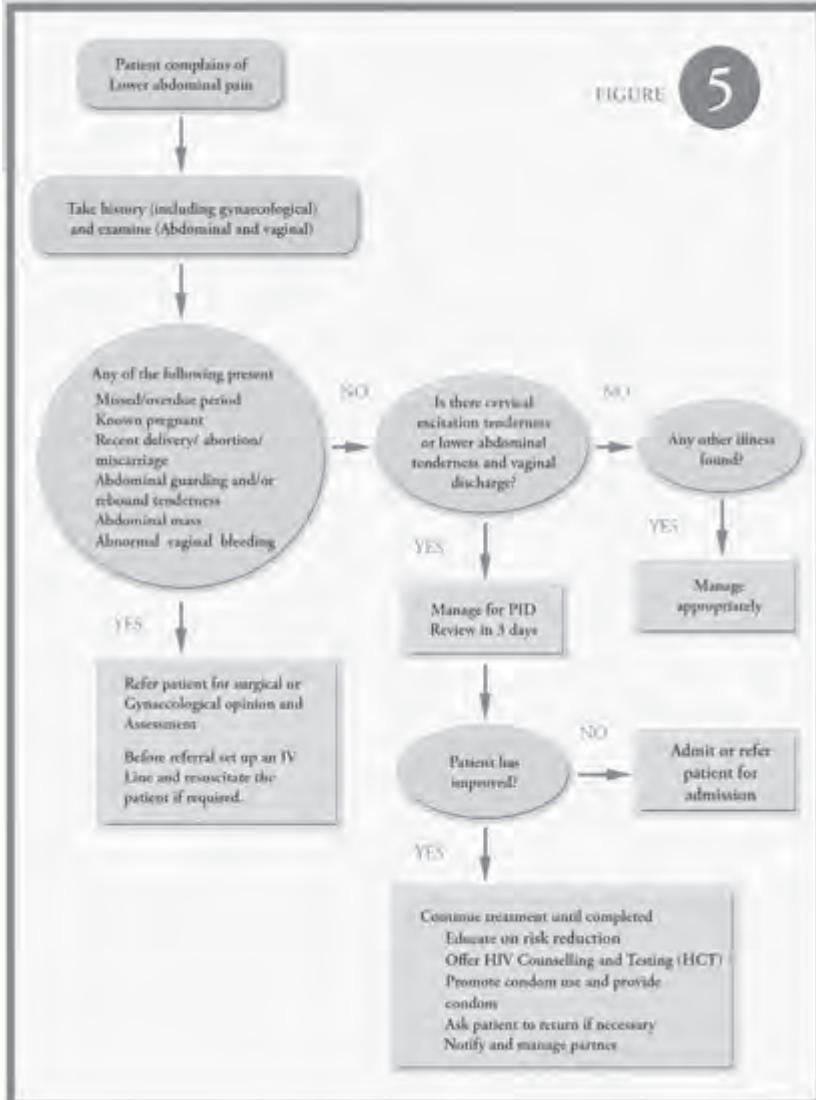 FIGURE 5
Patient complains of
Lower abdominal pain
Take history (including gynaecological)
and examine (Abdominal and vaginal)
Any of the following present
Missed/overdue period
Known pregnant
Recent delivery/ abortion/
miscarriage
Abdominal guarding and/or
rebound tenderness
Abdominal mass
Abnormal vaginal bleeding
NO
Is there cervical
excitation tenderness
or lower abdominal
tenderness and vaginal
discharge?
NO
Any other illness
found?
YES
Manage
appropriately
YES
Manage for PID
Review in 3 days
YES
Refer patient for surgical or
Gynaecological opinion and
Assessment
Before referral set up an IV
Line and resuscitate the
patient if required.
Patient has
improved?
NO
Admit or refer
patient for
admission
YES
Continue treatment until completed
Educate on risk reduction
Offer HIV Counselling and Testing (HCT)
Promote condom use and provide
condom
Ask patient to return if necessary
Notify and manage partner